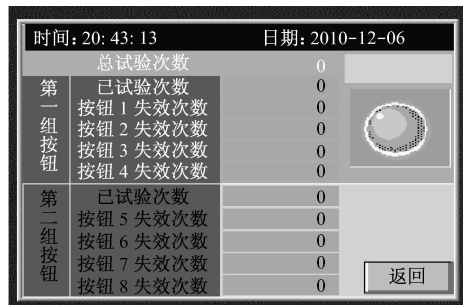 时间: 20: 43: 13 日期: 2010-12-06
总试验次数 0
第一组按钮
已试验次数 0
按钮 1 失效次数 0
按钮 2 失效次数 0
按钮 3 失效次数 0
按钮 4 失效次数 0
第二组按钮
已试验次数 0
按钮 5 失效次数 0
按钮 6 失效次数 0
按钮 7 失效次数 0
按钮 8 失效次数 0
返回